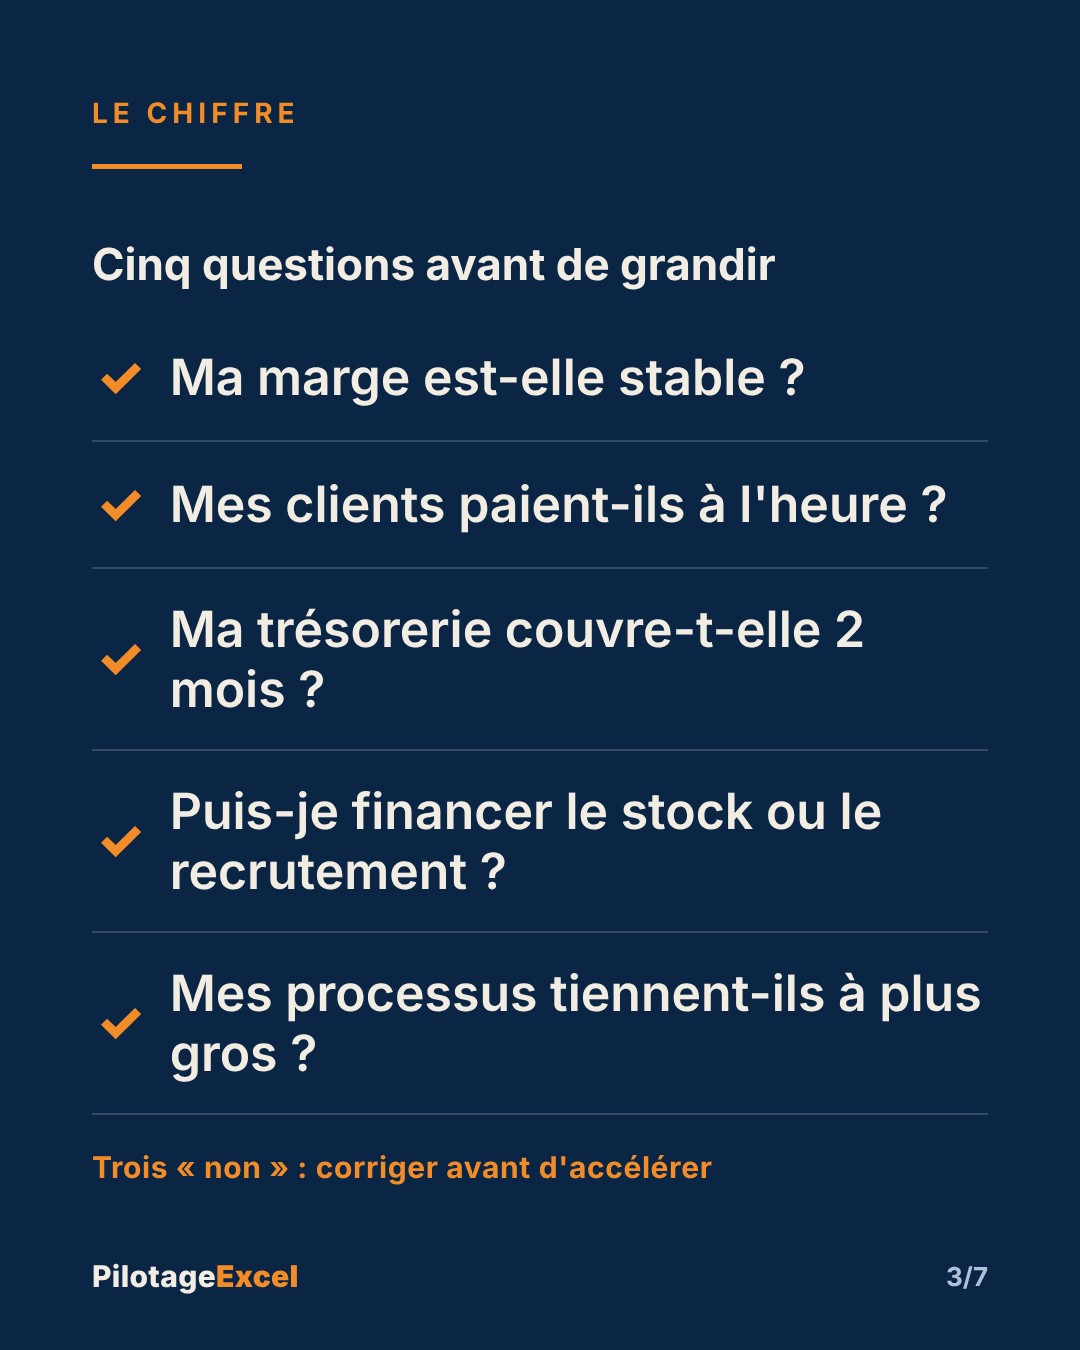 LE CHIFFRE
Cinq questions avant de grandir
Ma marge est-elle stable ?
Mes clients paient-ils à l'heure ?
Ma trésorerie couvre-t-elle 2
mois ?
Puis-je financer le stock ou le
recrutement ?
Mes processus tiennent-ils à plus
gros ?
Trois « non » : corriger avant d'accélérer
PilotageExcel
3/7